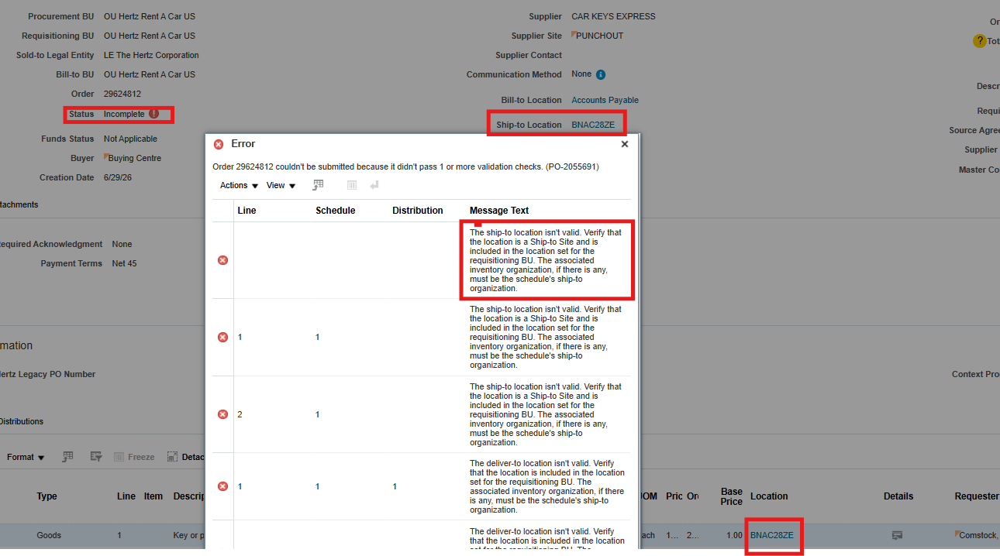 Procurement BU OU Hertz Rent A Car US
Requisitioning BU OU Hertz Rent A Car US
Sold-to Legal Entity LE The Hertz Corporation
Bill-to BU OU Hertz Rent A Car US
Order 29624812
Status Incomplete
Funds Status Not Applicable
Buyer Buying Centre
Creation Date 6/29/26
Supplier CAR KEYS EXPRESS
Supplier Site PUNCHOUT
Supplier Contact
Communication Method None
Bill-to Location Accounts Payable
Ship-to Location BNAC28ZE
Or
? Tot
Descr
Requi
Source Agree
Supplier
Master Co
tachments
equired Acknowledgment None
Payment Terms Net 45
mation
ertz Legacy PO Number
Context Pro
Distributions
Error
Order 29624812 couldn't be submitted because it didn't pass 1 or more validation checks. (PO-2055691)
Actions View
Line Schedule Distribution Message Text
The ship-to location isn't valid. Verify that
the location is a Ship-to Site and is
included in the location set for the
requisitioning BU. The associated
inventory organization, if there is any,
must be the schedule's ship-to
organization.
1 1
The ship-to location isn't valid. Verify that
the location is a Ship-to Site and is
included in the location set for the
requisitioning BU. The associated
inventory organization, if there is any,
must be the schedule's ship-to
organization.
2 1
The ship-to location isn't valid. Verify that
the location is a Ship-to Site and is
included in the location set for the
requisitioning BU. The associated
inventory organization, if there is any,
must be the schedule's ship-to
organization.
1 1 1
The deliver-to location isn't valid. Verify
that the location is included in the location
set for the requisitioning BU. The
associated inventory organization, if there
is any, must be the schedule's ship-to
organization.
The deliver-to location isn't valid. Verify
that the location is included in the location
Format Freeze Detac
Type Line Item Descrip OM Pric Or Base Price Location Details Requester
Goods 1 Key or p ach 1... 2... 1.00 BNAC28ZE Comstock,